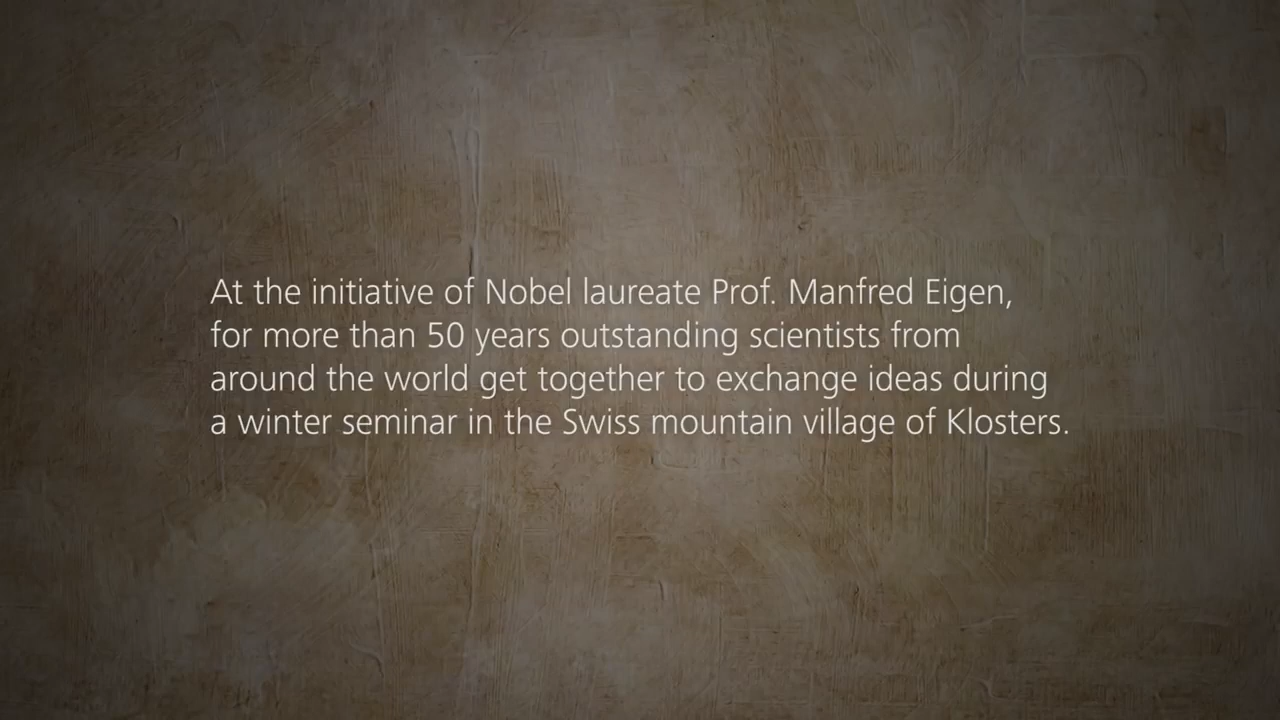 At the initiative of Nobel laureate Prof. Manfred Eigen,
for more than 50 years outstanding scientists from
around the world get together to exchange ideas during
a winter seminar in the Swiss mountain village of Klosters.